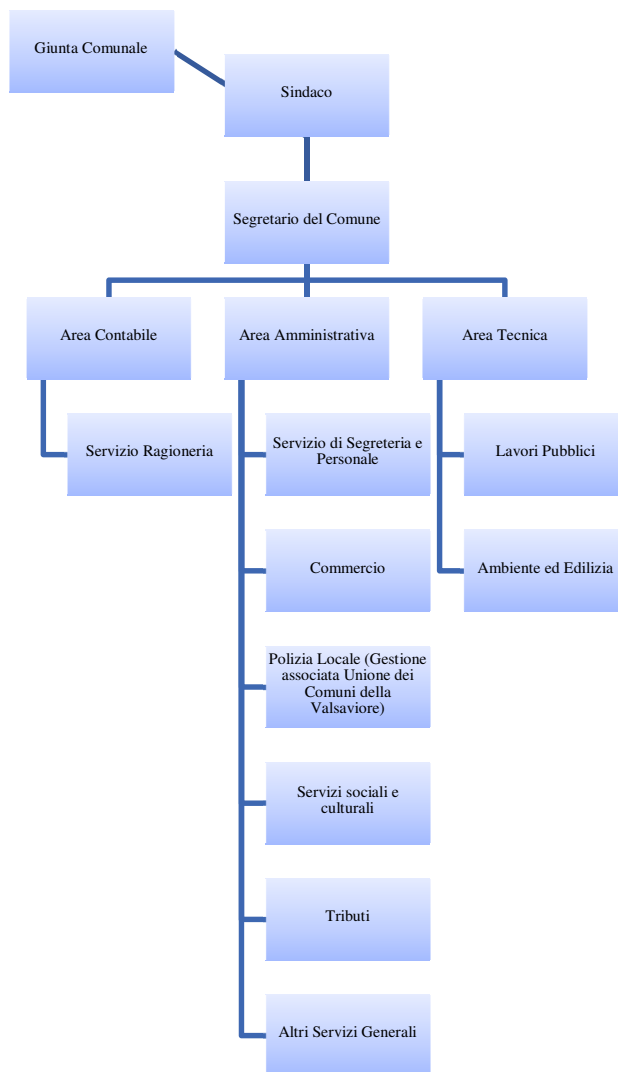 Giunta Comunale
Sindaco
Segretario del Comune
Area Contabile
Area Amministrativa
Area Tecnica
Servizio Ragioneria
Servizio di Segreteria e
Personale
Lavori Pubblici
Commercio
Ambiente ed Edilizia
Polizia Locale (Gestione
associata Unione dei
Comuni della
Valsaviore)
Servizi sociali e
culturali
Tributi
Altri Servizi Generali